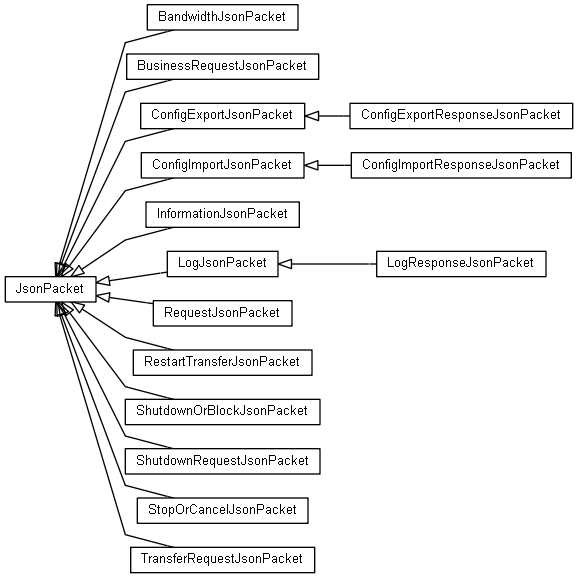 BandwidthJsonPacket
BusinessRequestJsonPacket
ConfigExportJsonPacket
ConfigExportResponseJsonPacket
ConfigImportJsonPacket
ConfigImportResponseJsonPacket
InformationJsonPacket
LogJsonPacket
LogResponseJsonPacket
JsonPacket
RequestJsonPacket
RestartTransferJsonPacket
ShutdownOrBlockJsonPacket
ShutdownRequestJsonPacket
StopOrCancelJsonPacket
TransferRequestJsonPacket